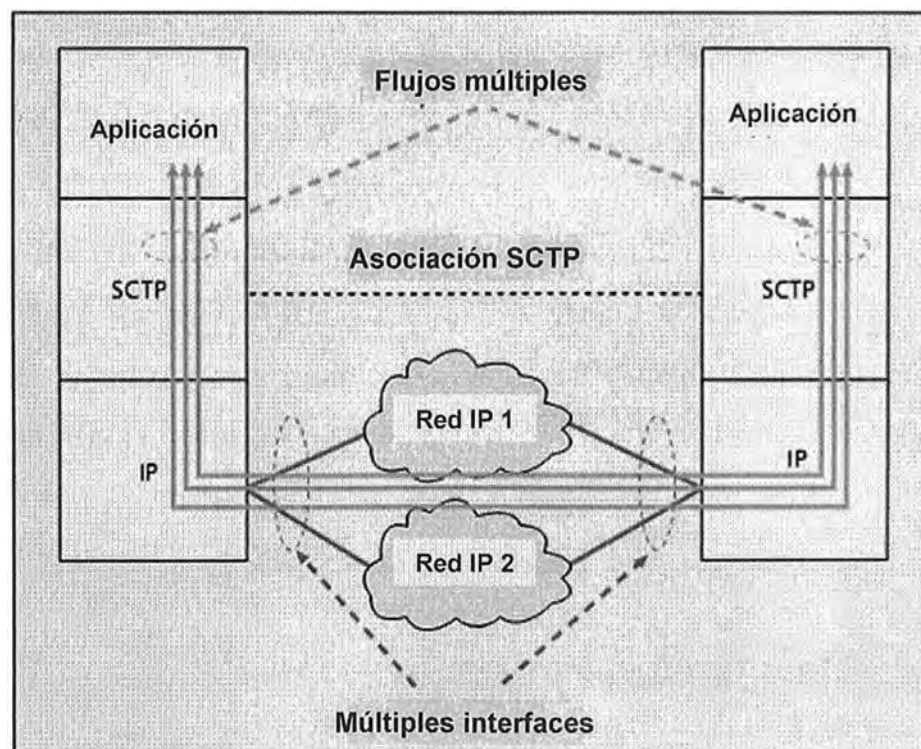 Flujos múltiples
Aplicación
Aplicación
Asociación SCTP
SCTP
SCTP
Red IP 1
IP
IP
Red IP 2
Múltiples interfaces